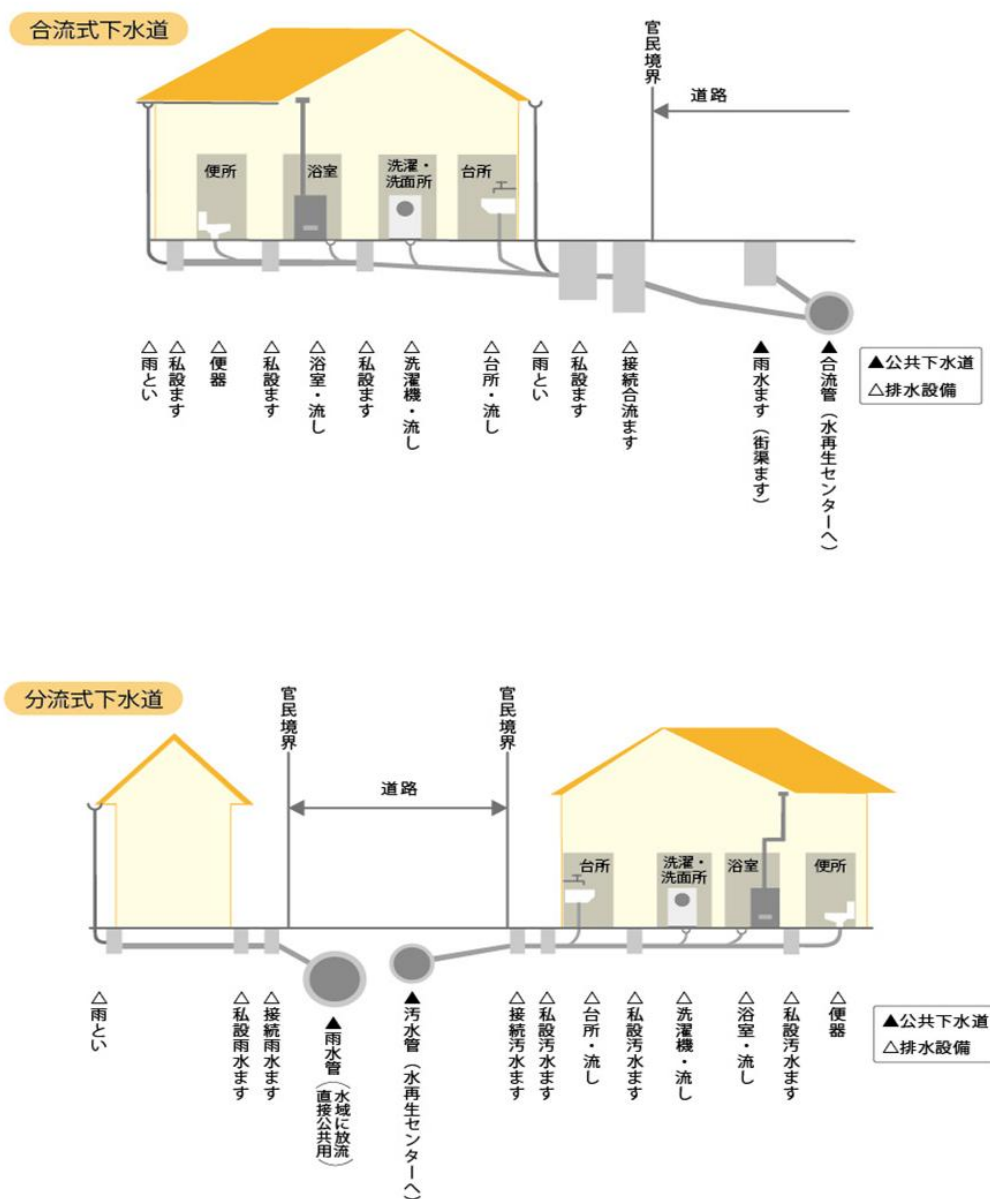 合流式下水道
官民境界
道路
便所
浴室
洗濯・
洗面所
台所
△雨とい
△私設ます
△便器
△私設ます
△浴室・流し
△私設ます
△洗濯機・流し
△台所・流し
△雨とい
△私設ます
△接続合流ます
▲雨水ます（街渠ます）
▲合流管（水再生センターへ）
▲公共下水道
△排水設備
分流式下水道
官民境界
道路
官民境界
台所
洗濯・
洗面所
浴室
便所
△雨とい
△私設雨水ます
△接続雨水ます
▲雨水管（直接公共用
水域に放流）
▲汚水管（水再生センターへ）
△接続汚水ます
△私設汚水ます
△台所・流し
△私設汚水ます
△洗濯機・流し
△浴室・流し
△私設汚水ます
△便器
▲公共下水道
△排水設備